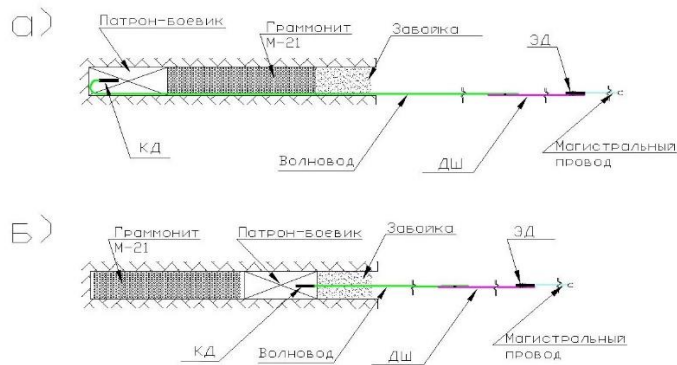 а)
Патрон-боевик
Граммонит
М-21
Забойка
ЭД
КД
Волновод
ДШ
Магистральный
провод
Б)
Граммонит
М-21
Патрон-боевик
Забойка
ЭД
КД
Волновод
ДШ
Магистральный
провод